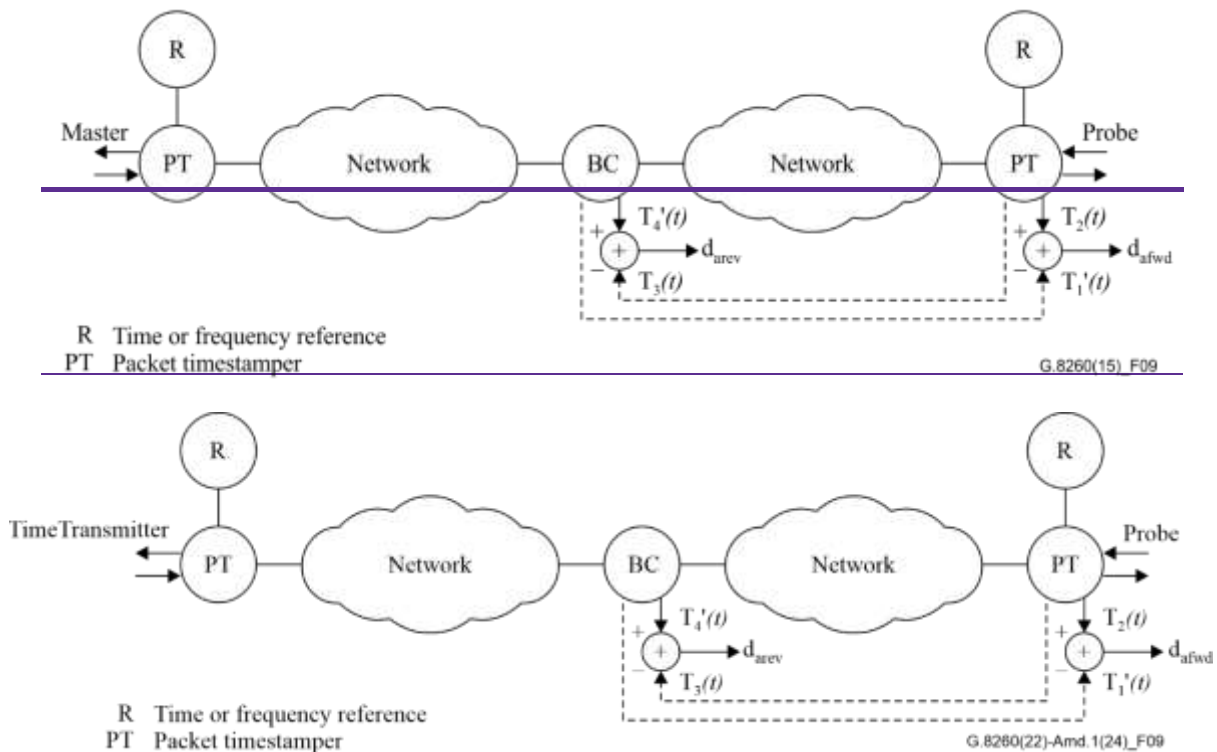 R
R
Master
PT
Network
BC
Network
PT
Probe
T4'(t)
T2(t)
+
+
+
+
darev
dafwd
−
−
T3(t)
T1'(t)
R Time or frequency reference
PT Packet timestamper
G.8260(15)_F09
R
R
TimeTransmitter
PT
Network
BC
Network
PT
Probe
T4'(t)
T2(t)
+
+
+
+
darev
dafwd
−
−
T3(t)
T1'(t)
R Time or frequency reference
PT Packet timestamper
G.8260(22)-Amd.1(24)_F09